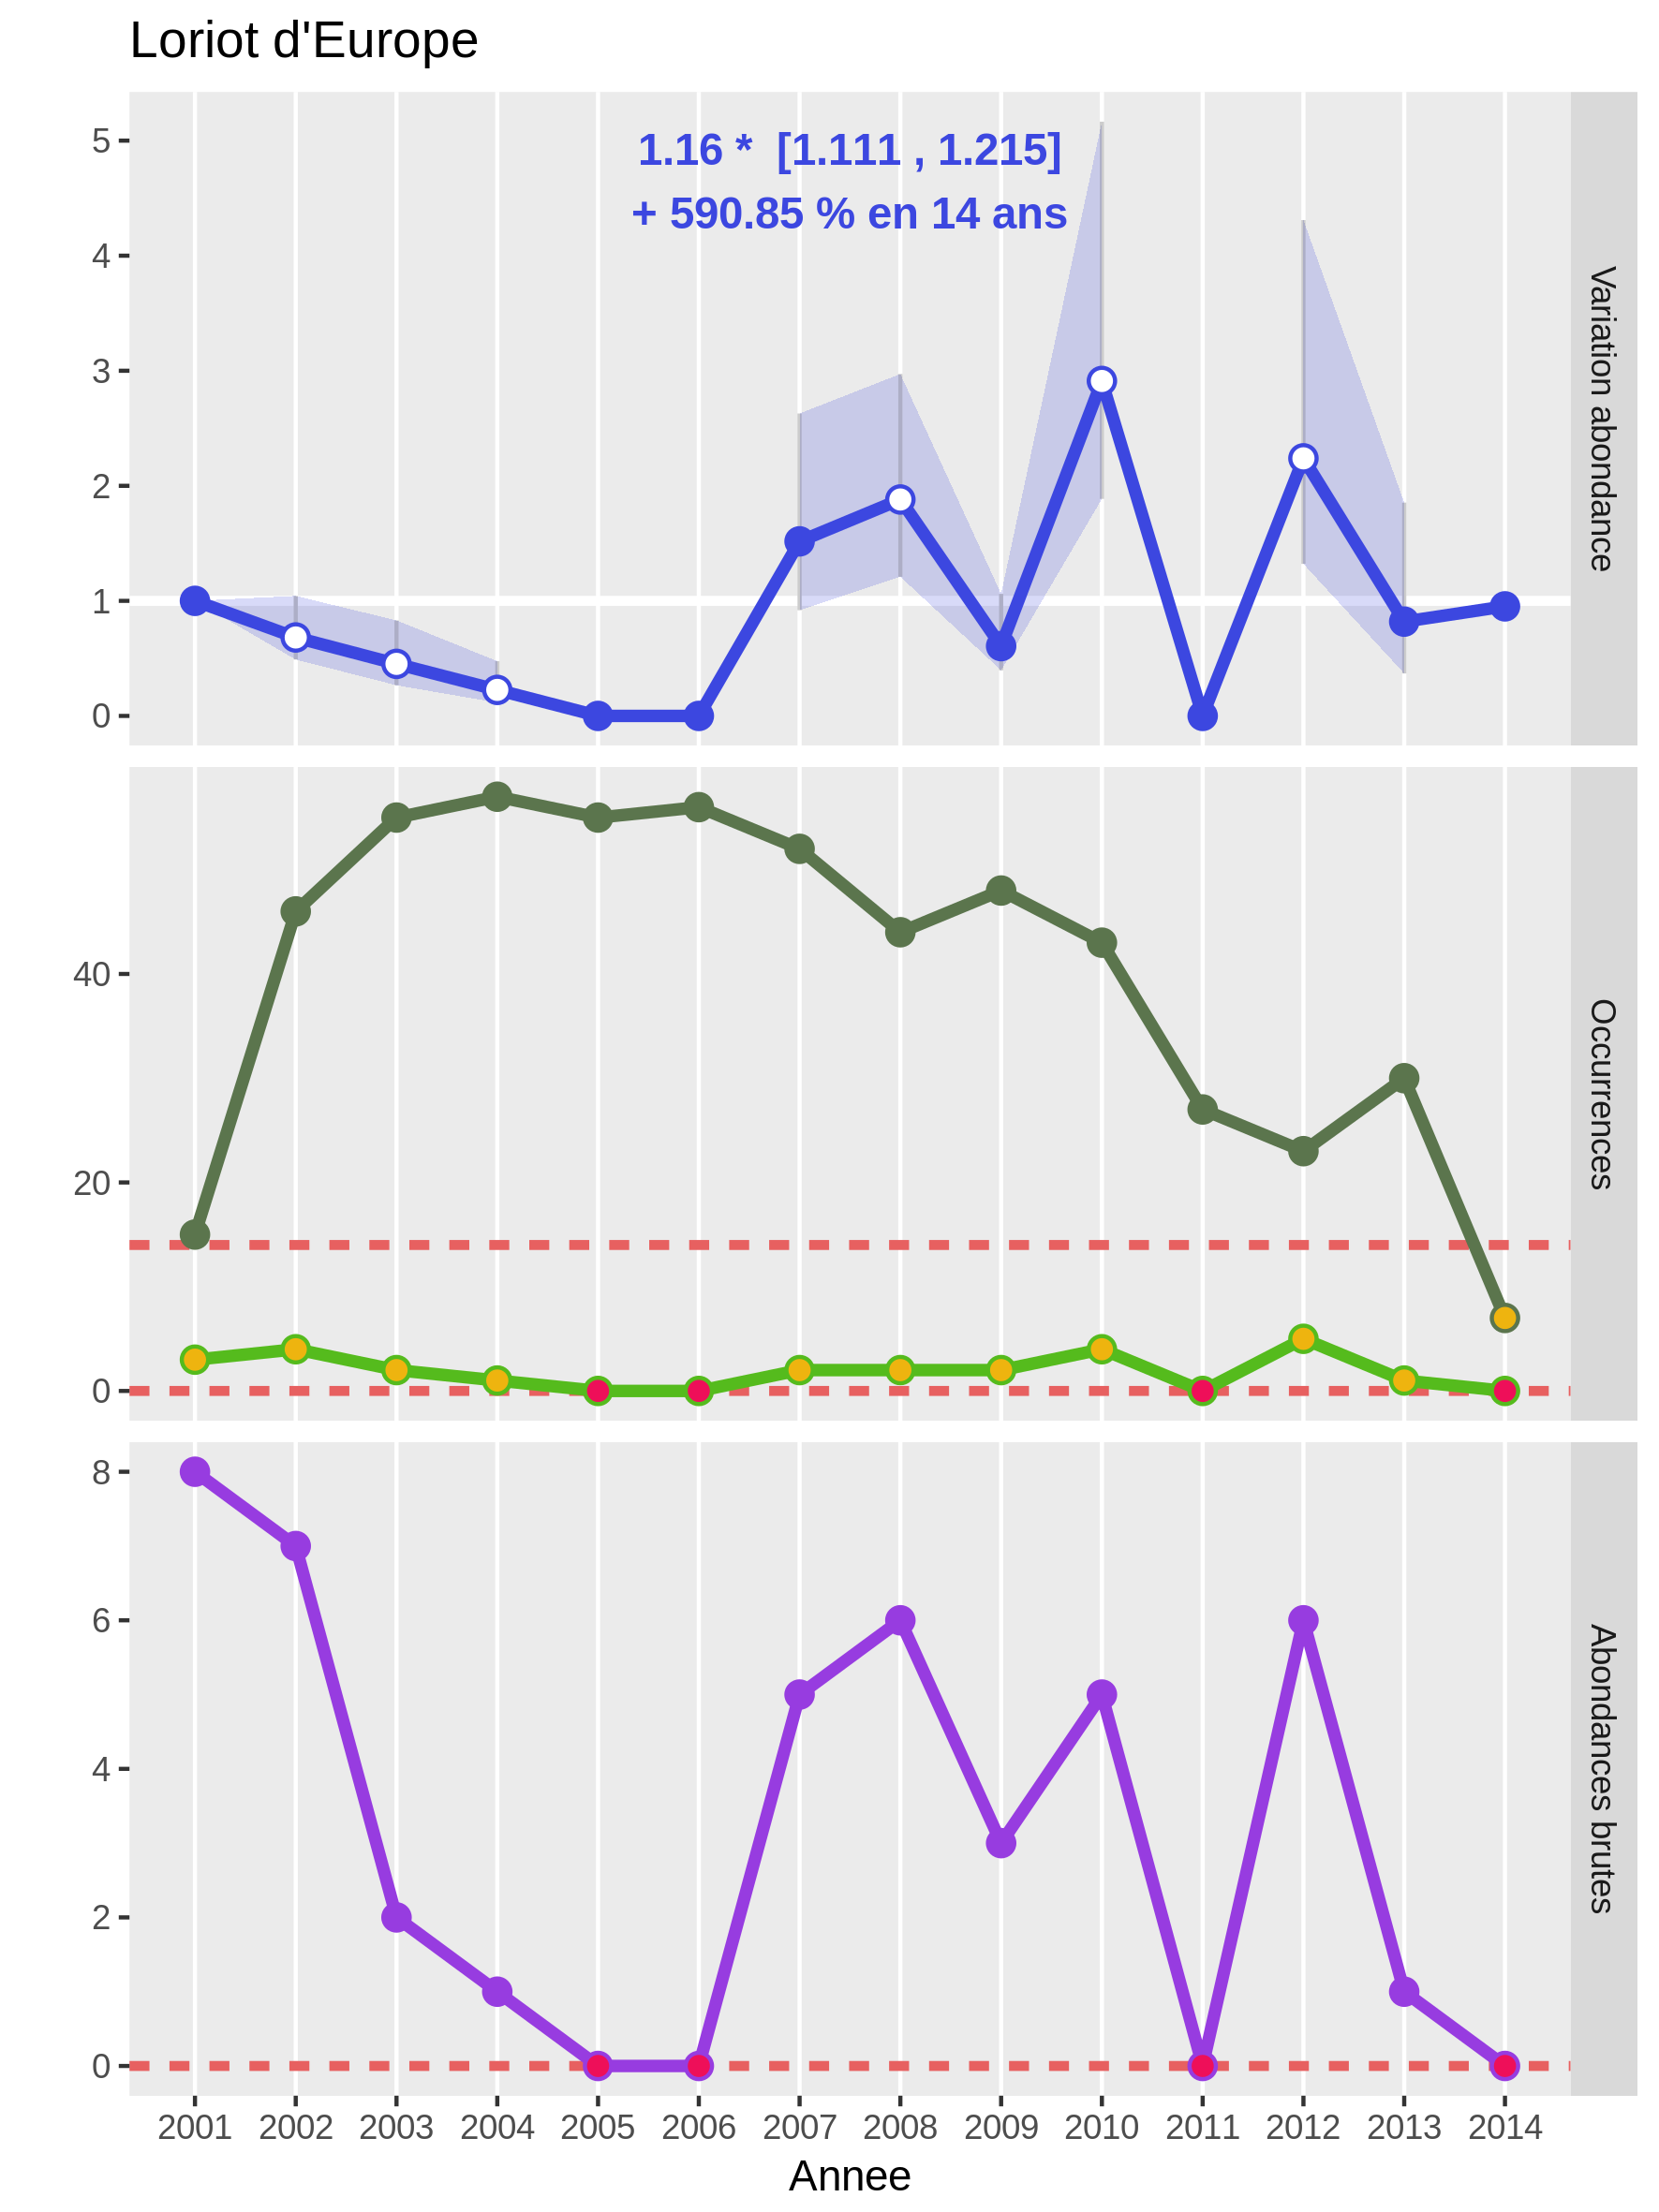 Loriot d'Europe
1.16 *  [1.111 , 1.215]
+ 590.85 % en 14 ans
5
4
3
2
1
0
Variation abondance
40
20
0
Occurrences
8
6
4
2
0
Abondances brutes
2001 2002 2003 2004 2005 2006 2007 2008 2009 2010 2011 2012 2013 2014
Annee